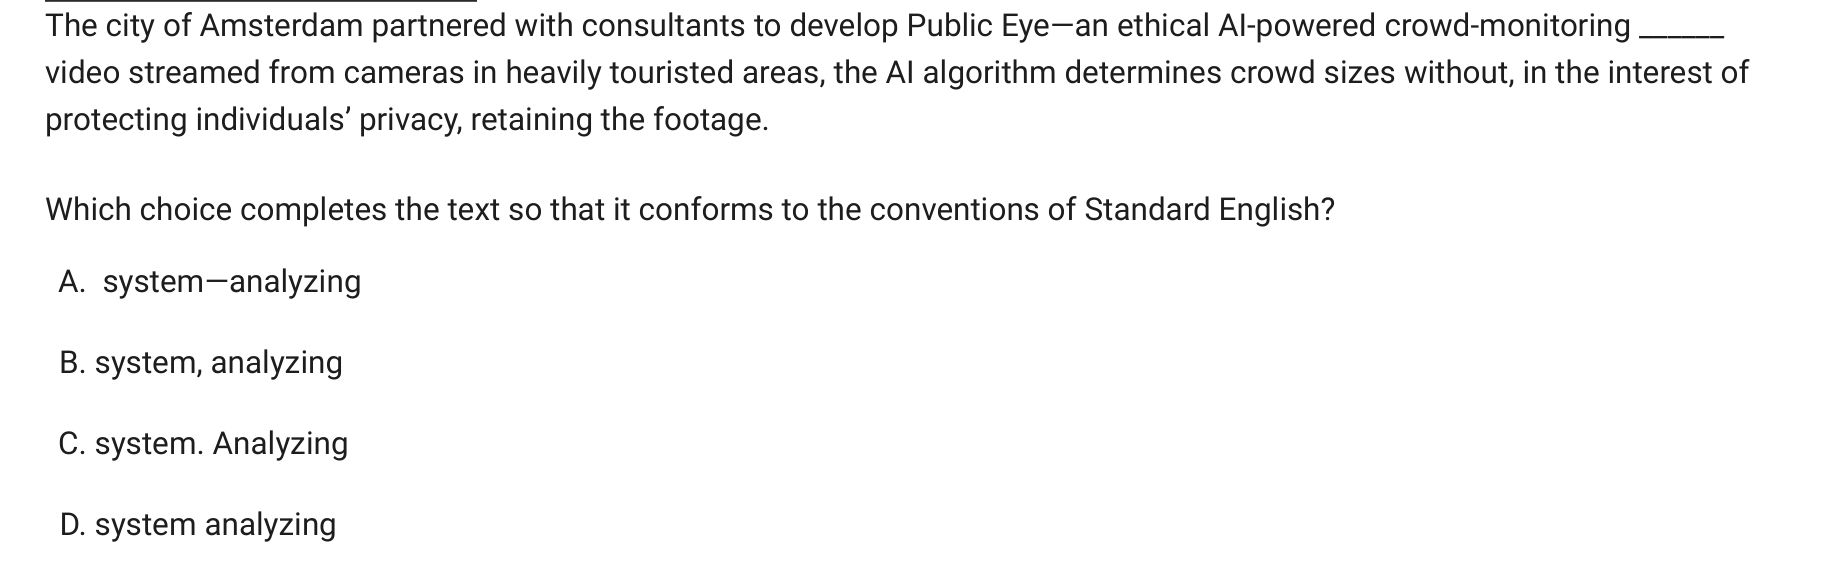 The city of Amsterdam partnered with consultants to develop Public Eye—an ethical AI-powered crowd-monitoring ______
video streamed from cameras in heavily touristed areas, the AI algorithm determines crowd sizes without, in the interest of
protecting individuals’ privacy, retaining the footage.
Which choice completes the text so that it conforms to the conventions of Standard English?
A. system—analyzing
B. system, analyzing
C. system. Analyzing
D. system analyzing